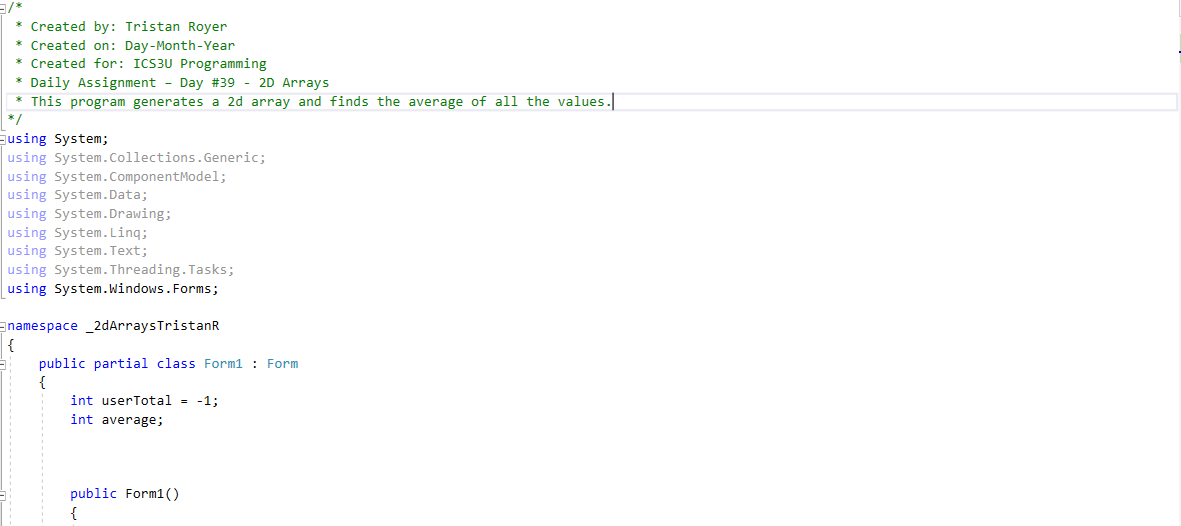 /*
 * Created by: Tristan Royer
 * Created on: Day-Month-Year
 * Created for: ICS3U Programming
 * Daily Assignment – Day #39 - 2D Arrays
 * This program generates a 2d array and finds the average of all the values.
*/
using System;
using System.Collections.Generic;
using System.ComponentModel;
using System.Data;
using System.Drawing;
using System.Linq;
using System.Text;
using System.Threading.Tasks;
using System.Windows.Forms;

namespace _2dArraysTristanR
{
    public partial class Form1 : Form
    {
        int userTotal = -1;
        int average;

        public Form1()
        {